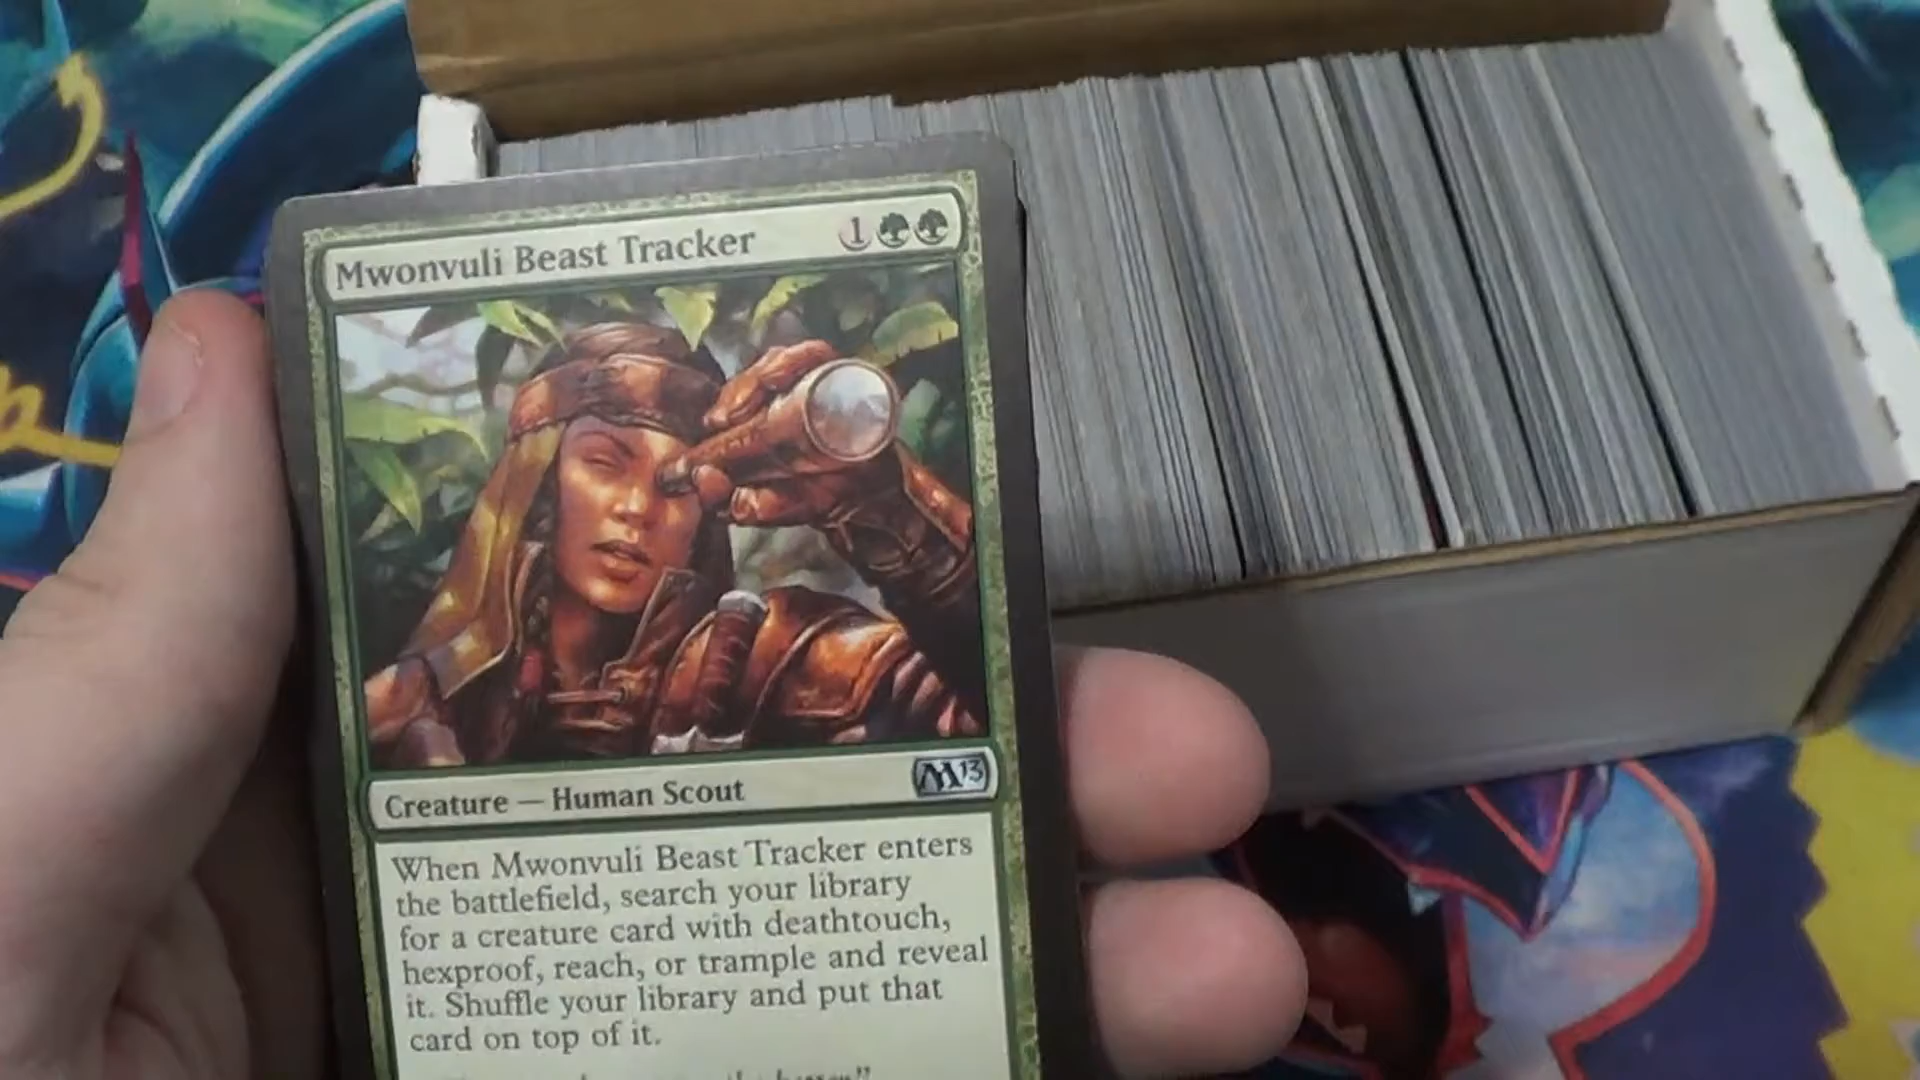 Mwonvuli Beast Tracker 1
Creature — Human Scout M13
When Mwonvuli Beast Tracker enters
the battlefield, search your library
for a creature card with deathtouch,
hexproof, reach, or trample and reveal
it. Shuffle your library and put that
card on top of it.